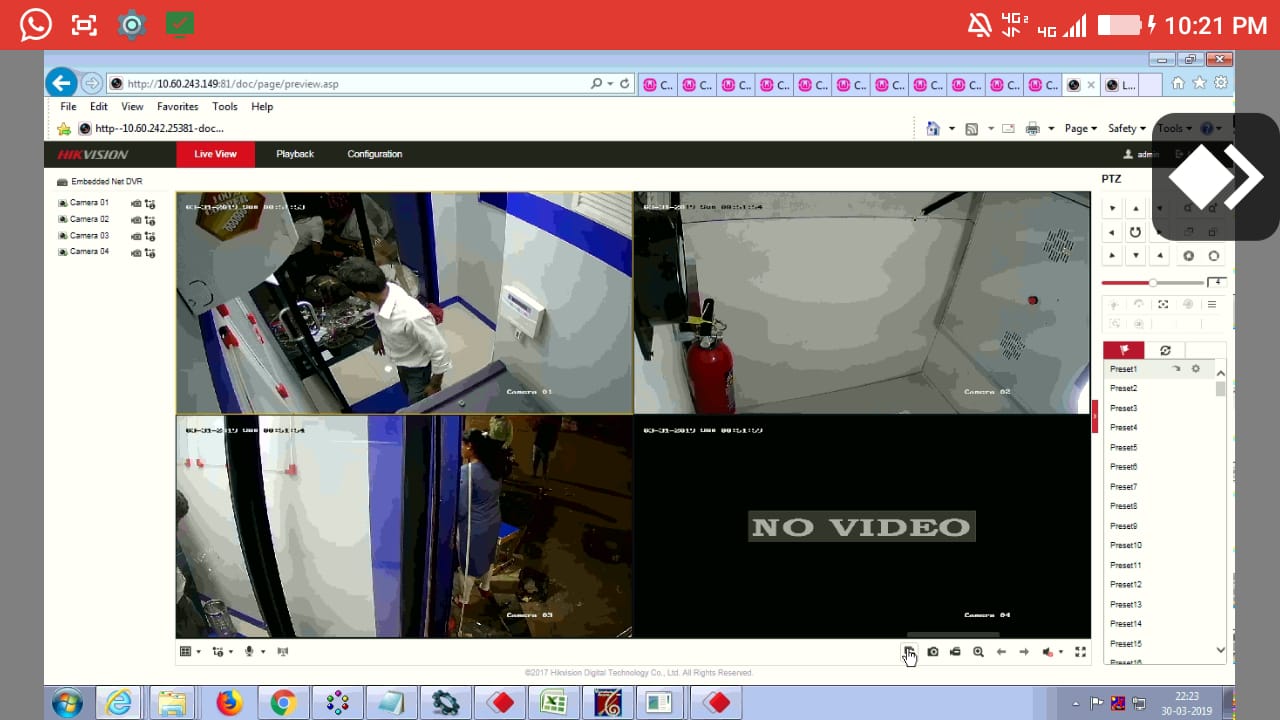 4G 2
4G
10:21 PM
http://10.60.243.149:81/doc/page/preview.asp
C... C... C... C... C... C... C... C... C... C... C... L...
File Edit View Favorites Tools Help
http--10.60.242.25381-doc...
Page Safety Tools
HIKVISION Live View Playback Configuration admin
Embedded Net DVR
PTZ
Camera 01
Camera 02
Camera 03
Camera 04
4
Camera 01
Camera 02
NO VIDEO
Camera 03
Camera 04
Preset1
Preset2
Preset3
Preset4
Preset5
Preset6
Preset7
Preset8
Preset9
Preset10
Preset11
Preset12
Preset13
Preset14
Preset15
Preset16
©2017 Hikvision Digital Technology Co., Ltd. All Rights Reserved.
22:23
30-03-2019